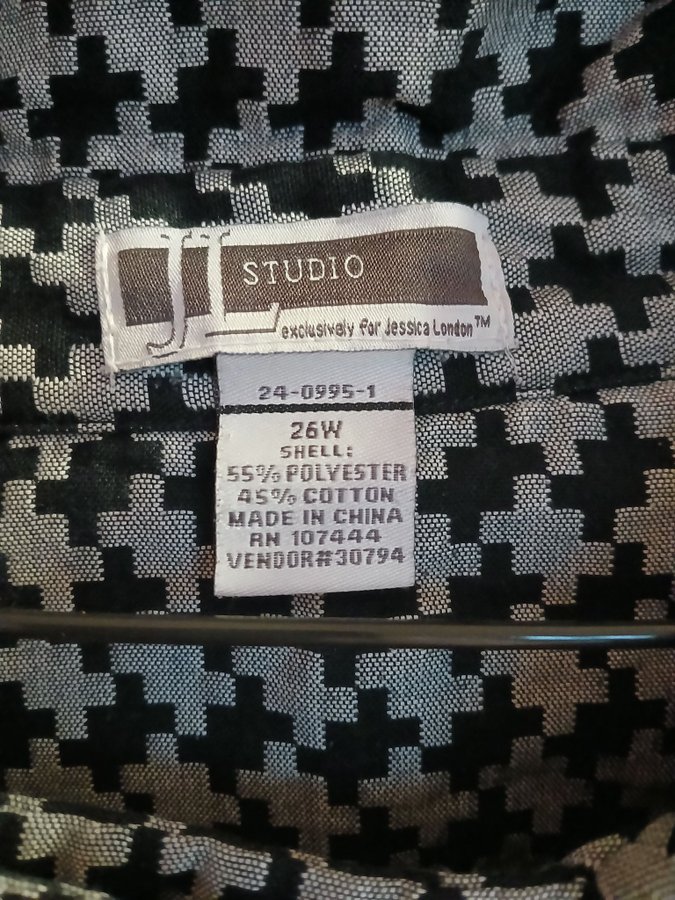 JL STUDIO
exclusively for Jessica London™
24-0995-1
26W
SHELL:
55% POLYESTER
45% COTTON
MADE IN CHINA
RN 107444
VENDOR#30794